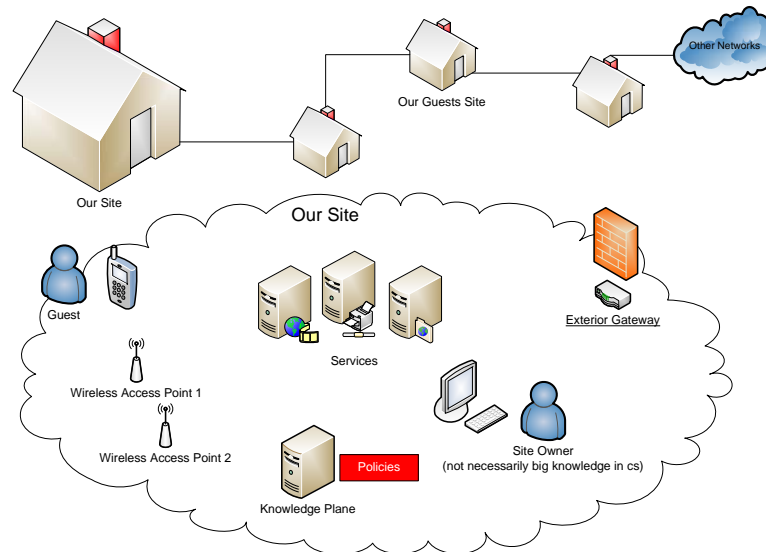 Other Networks
Our Guests Site
Our Site
Our Site
Guest
Exterior Gateway
Services
Wireless Access Point 1
Wireless Access Point 2
Site Owner
(not necessarily big knowledge in cs)
Policies
Knowledge Plane